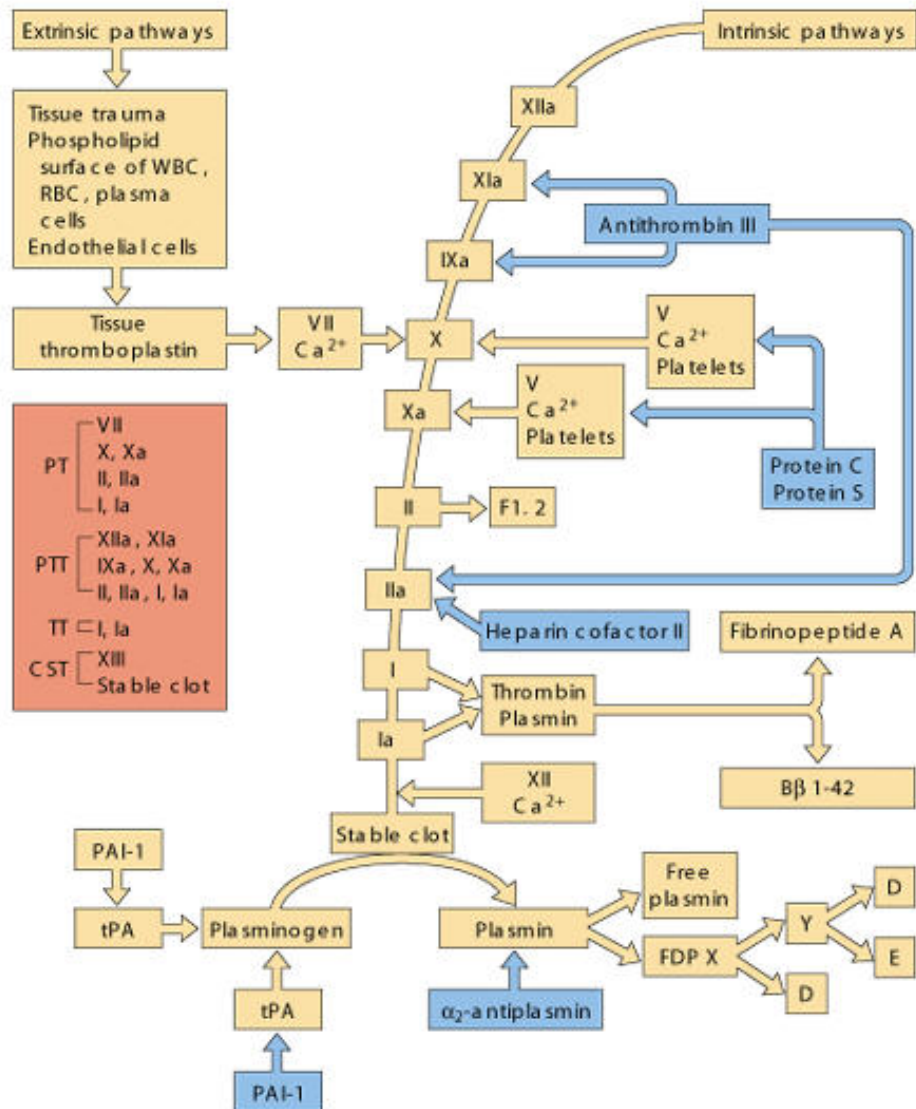 Extrinsic pathways
Intrinsic pathways
Tissue trauma
Phospholipid
surface of WBC,
RBC, plasma
cells
Endothelial cells
XIIa
XIa
Antithrombin III
IXa
Tissue
thromboplastin
VII
Ca2+
X
V
Ca2+
Platelets
Xa
V
Ca2+
Platelets
Protein C
Protein S
PT
VII
X, Xa
II, IIa
I, Ia
PTT
XIIa, XIa
IXa, X, Xa
II, IIa, I, Ia
TT
I, Ia
CST
XIII
Stable clot
II
F1. 2
IIa
Heparin cofactor II
Fibrinopeptide A
I
Thrombin
Plasmin
Ia
XII
Ca2+
Bβ 1-42
Stable clot
PAI-1
tPA
Plasminogen
Plasmin
Free
plasmin
FDP X
Y
D
E
D
tPA
α2-antiplasmin
PAI-1